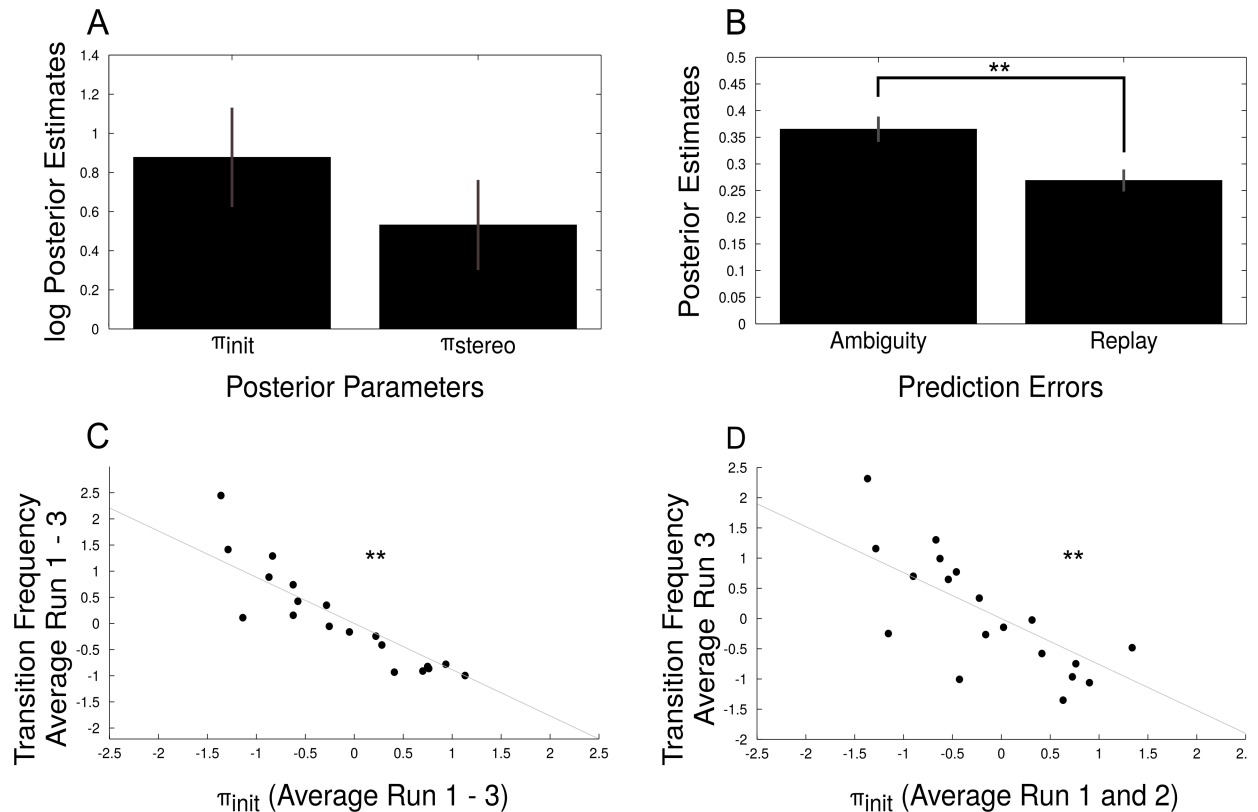 A
log Posterior Estimates
1.4
1.2
1
0.8
0.6
0.4
0.2
0
πinit
πstereo
Posterior Parameters
B
Posterior Estimates
0.5
0.45
0.4
0.35
0.3
0.25
0.2
0.15
0.1
0.05
0
**
Ambiguity
Replay
Prediction Errors
C
Transition Frequency
Average Run 1 - 3
2.5
2
1.5
1
0.5
0
-0.5
-1
-1.5
-2
**
-2.5 -2 -1.5 -1 -0.5 0 0.5 1 1.5 2 2.5
πinit (Average Run 1 - 3)
D
Transition Frequency
Average Run 3
2.5
2
1.5
1
0.5
0
-0.5
-1
-1.5
-2
**
-2.5 -2 -1.5 -1 -0.5 0 0.5 1 1.5 2 2.
πinit (Average Run 1 and 2)